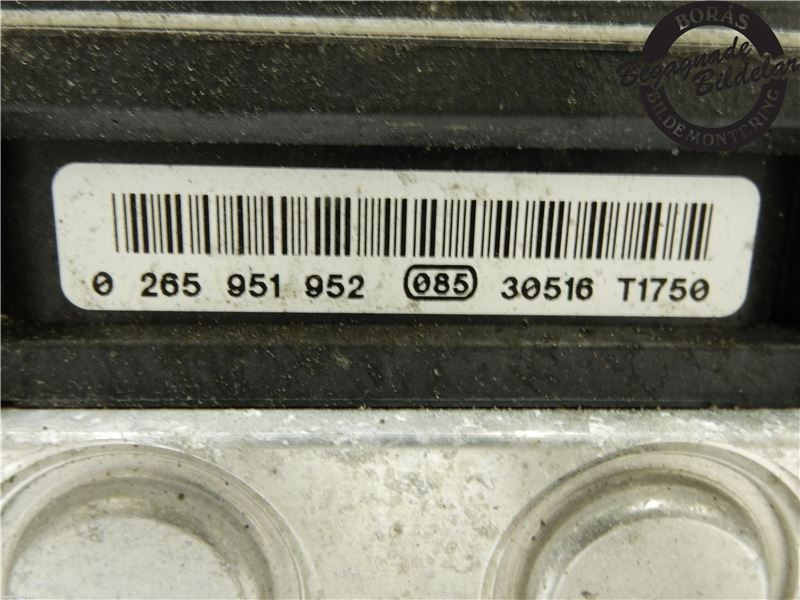 BORÅS
Begagnade
Bildelar
BILDEMONTERING
0 265 951 952 085 30516 T1750